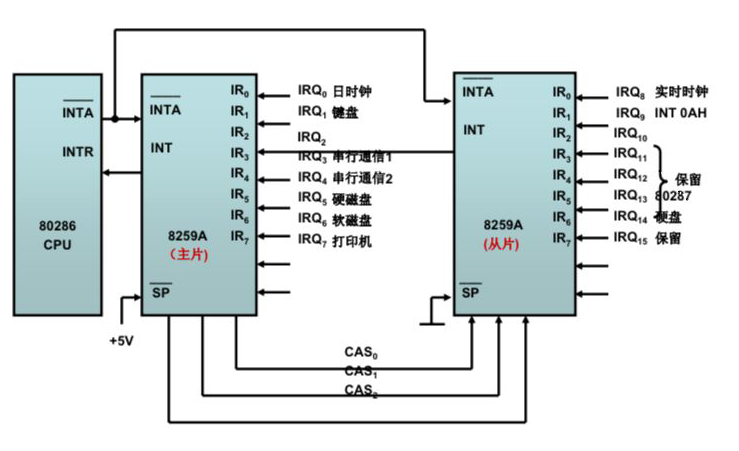 80286
CPU
INTA
INTR
INTA
INT
8259A
(主片)
SP
+5V
IR0
IR1
IR2
IR3
IR4
IR5
IR6
IR7
IRQ0 日时钟
IRQ1 键盘
IRQ2
IRQ3 串行通信1
IRQ4 串行通信2
IRQ5 硬磁盘
IRQ6 软磁盘
IRQ7 打印机
INTA
INT
8259A
(从片)
SP
IR0
IR1
IR2
IR3
IR4
IR5
IR6
IR7
IRQ8 实时时钟
IRQ9 INT 0AH
IRQ10
IRQ11
IRQ12 保留
IRQ13 80287
IRQ14 硬盘
IRQ15 保留
CAS0
CAS1
CAS2